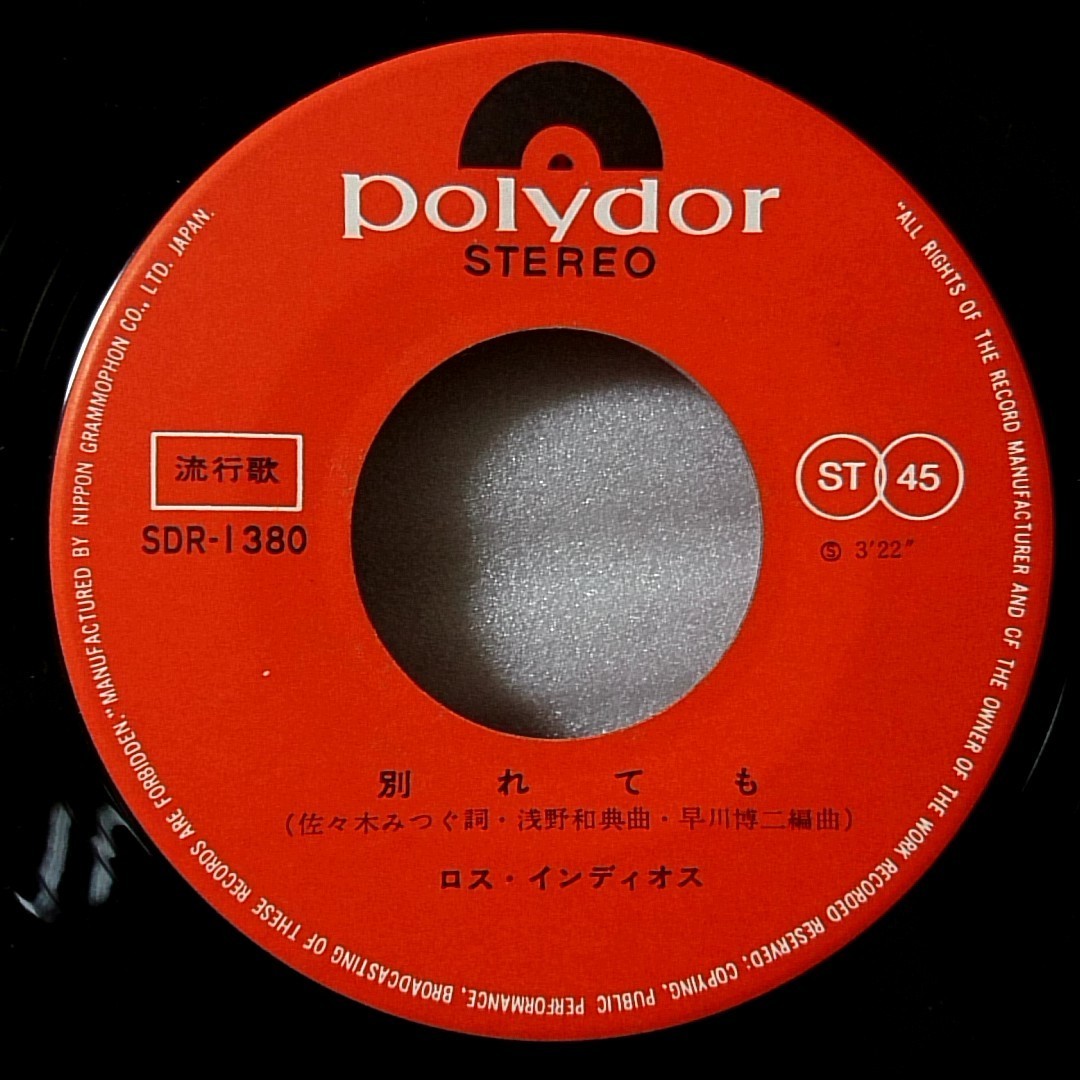 polydor
STEREO
流行歌
SDR-1380
ST 45
Ⓢ 3'22"
別れても
(佐々木みつぐ詞・浅野和典曲・早川博二編曲)
ロス・インディオス
"ALL RIGHTS OF THE RECORD MANUFACTURER AND OF THE OWNER OF THE WORK RECORDED RESERVED; COPYING, PUBLIC PERFORMANCE, BROADCASTING OF THESE RECORDS ARE FORBIDDEN." MANUFACTURED BY NIPPON GRAMMOPHON CO., LTD. JAPAN.